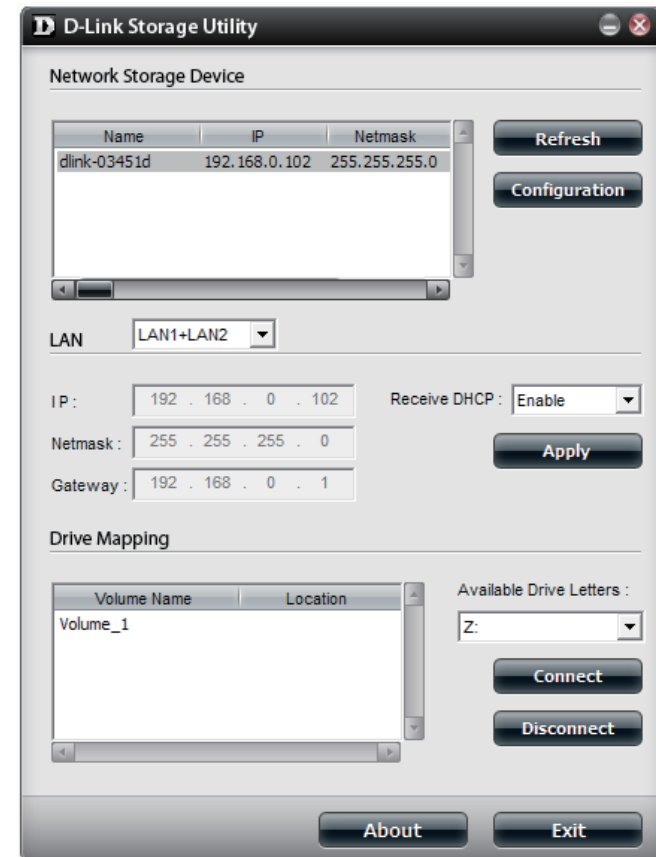 D D-Link Storage Utility
Network Storage Device
Name IP Netmask
dlink-03451d 192.168.0.102 255.255.255.0
Refresh
Configuration
LAN LAN1+LAN2
IP : 192 . 168 . 0 . 102 Receive DHCP : Enable
Netmask : 255 . 255 . 255 . 0 Apply
Gateway : 192 . 168 . 0 . 1
Drive Mapping
Volume Name Location
Volume_1
Available Drive Letters :
Z:
Connect
Disconnect
About Exit